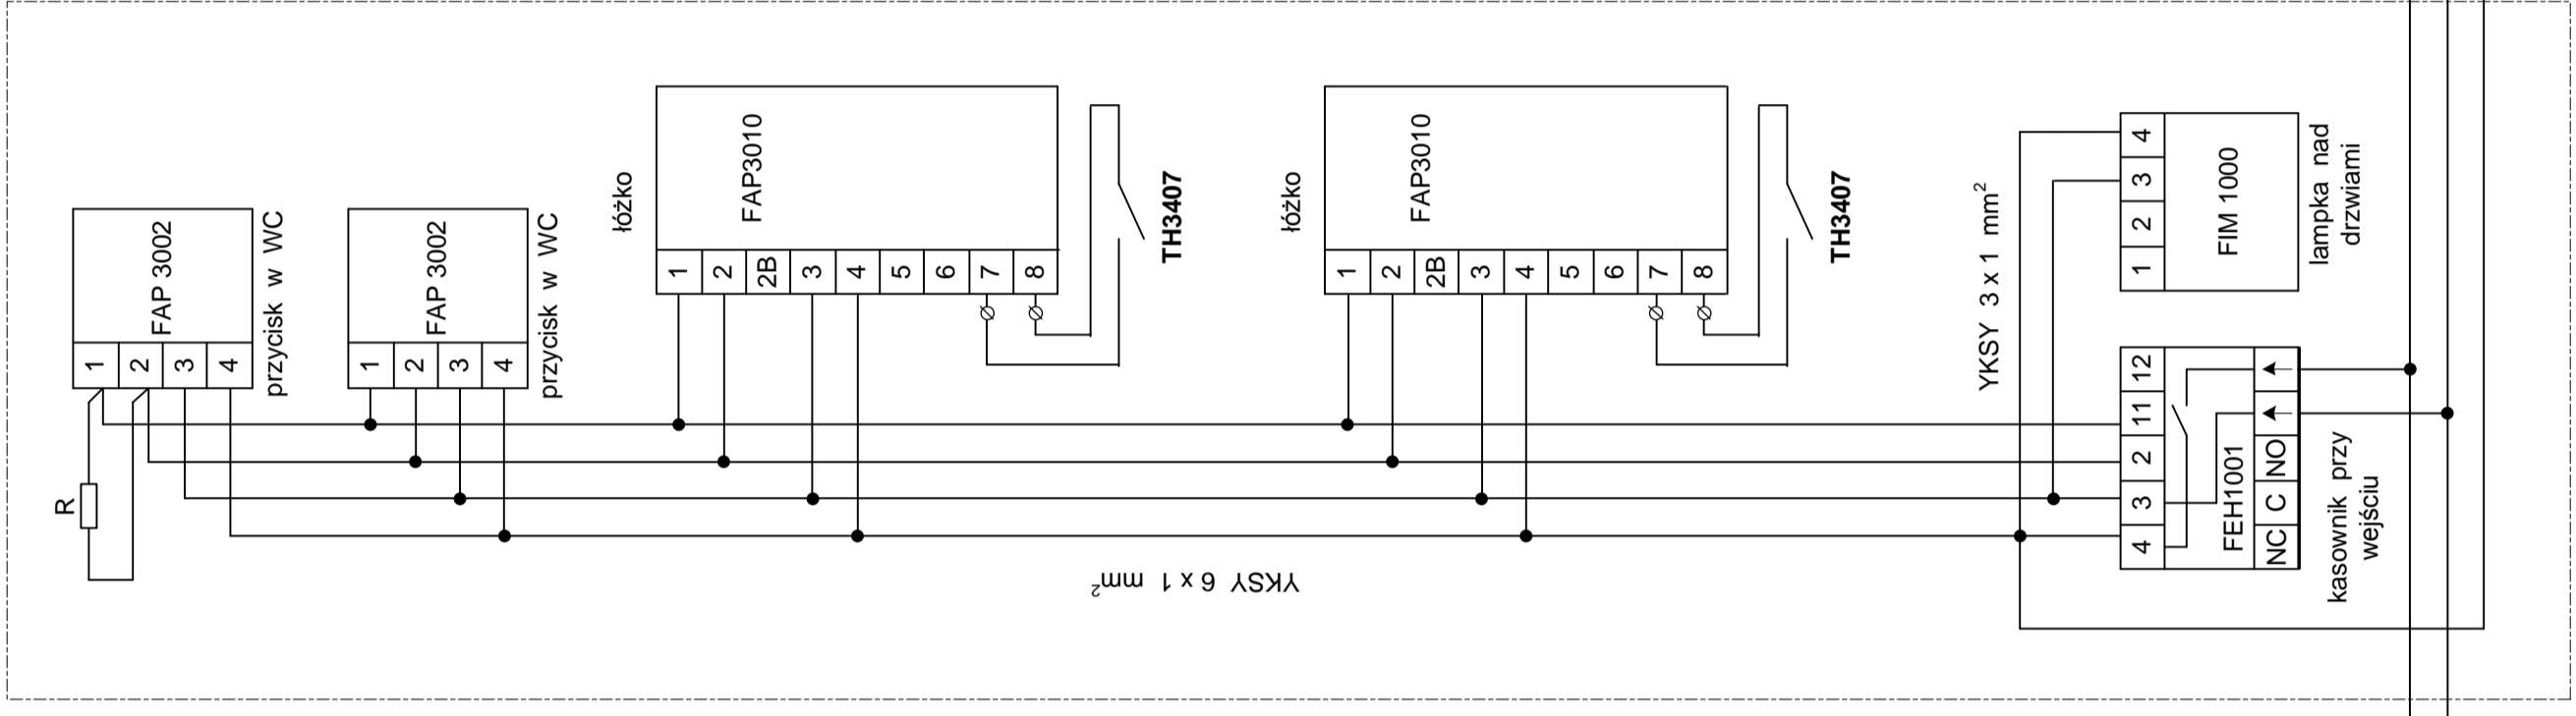 R
1
2
3
4
FAP 3002
przycisk w WC
1
2
3
4
FAP 3002
przycisk w WC
łóżko
FAP3010
1
2
2B
3
4
5
6
7
8
TH3407
łóżko
FAP3010
1
2
2B
3
4
5
6
7
8
TH3407
YKSY 6 x 1 mm²
YKSY 3 x 1 mm²
4
3
2
1
FIM 1000
lampka nad
drzwiami
12
11
2
3
4
FEH1001
NO
C
NC
kasownik przy
wejściu